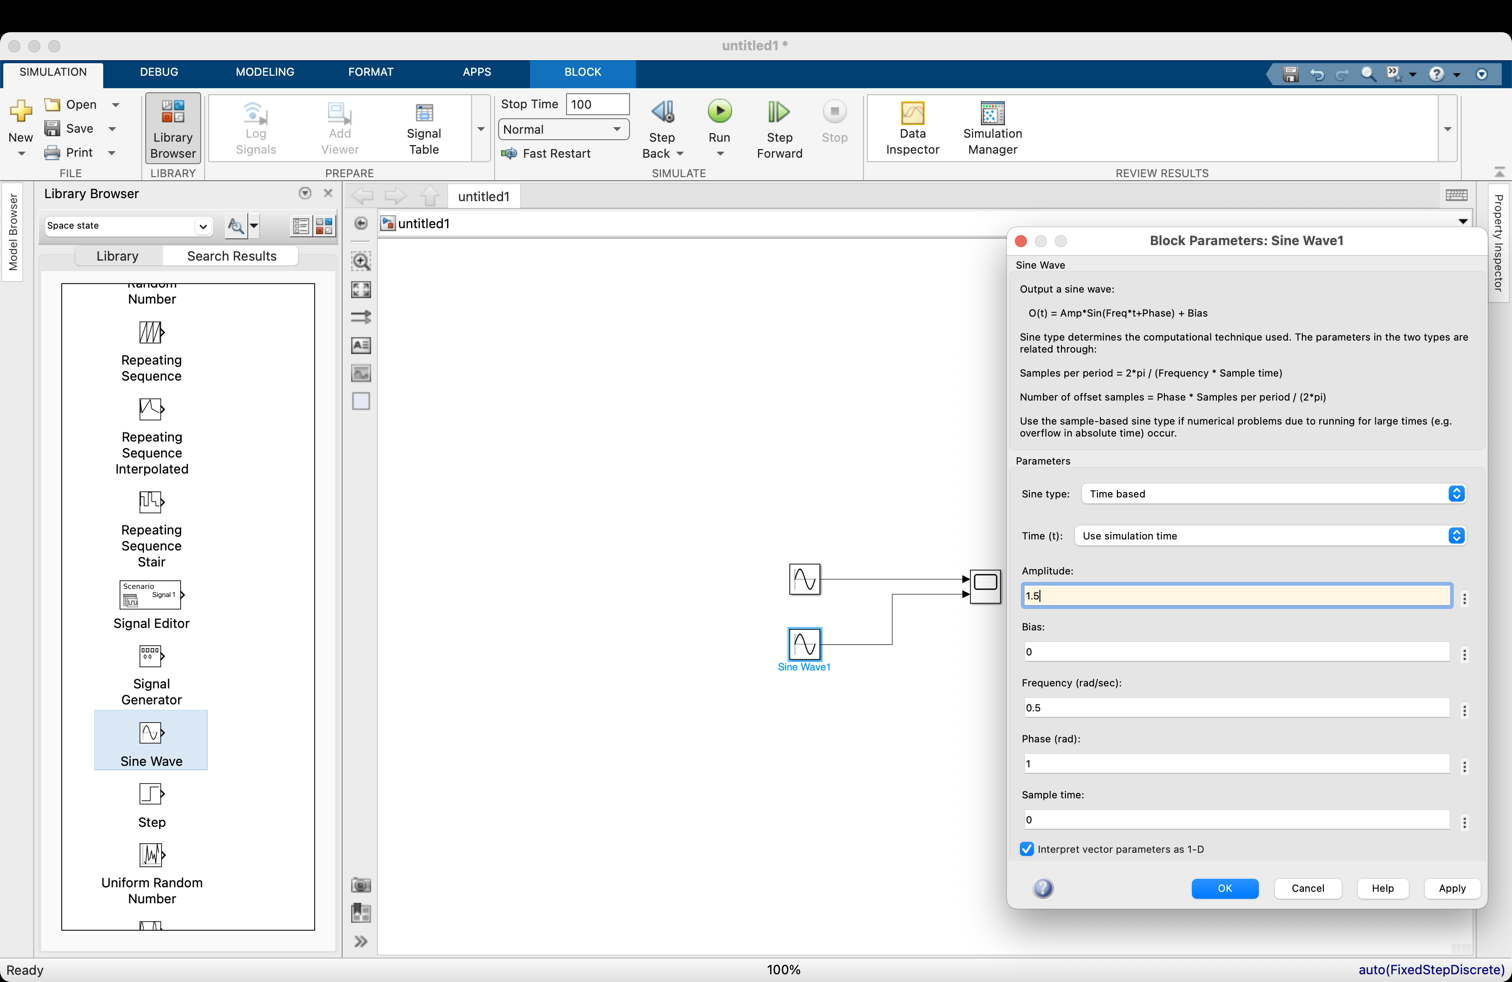 untitled1 *
SIMULATION
DEBUG
MODELING
FORMAT
APPS
BLOCK
New
Open
Save
Print
FILE
Library
Browser
LIBRARY
Log
Signals
Add
Viewer
Signal
Table
PREPARE
Stop Time 100
Normal
Fast Restart
Step
Back
Run
Step
Forward
Stop
SIMULATE
Data
Inspector
Simulation
Manager
REVIEW RESULTS
Model Browser
Library Browser
Space state
Library
Search Results
Random
Number
Repeating
Sequence
Repeating
Sequence
Interpolated
Repeating
Sequence
Stair
Scenario
Signal 1
Signal Editor
Signal
Generator
Sine Wave
Step
Uniform Random
Number
untitled1
untitled1
Sine Wave1
Property Inspector
Block Parameters: Sine Wave1
Sine Wave
Output a sine wave:
O(t) = Amp*Sin(Freq*t+Phase) + Bias
Sine type determines the computational technique used. The parameters in the two types are
related through:
Samples per period = 2*pi / (Frequency * Sample time)
Number of offset samples = Phase * Samples per period / (2*pi)
Use the sample-based sine type if numerical problems due to running for large times (e.g.
overflow in absolute time) occur.
Parameters
Sine type: Time based
Time (t): Use simulation time
Amplitude:
1.5
Bias:
0
Frequency (rad/sec):
0.5
Phase (rad):
1
Sample time:
0
Interpret vector parameters as 1-D
OK
Cancel
Help
Apply
Ready
100%
auto(FixedStepDiscrete)